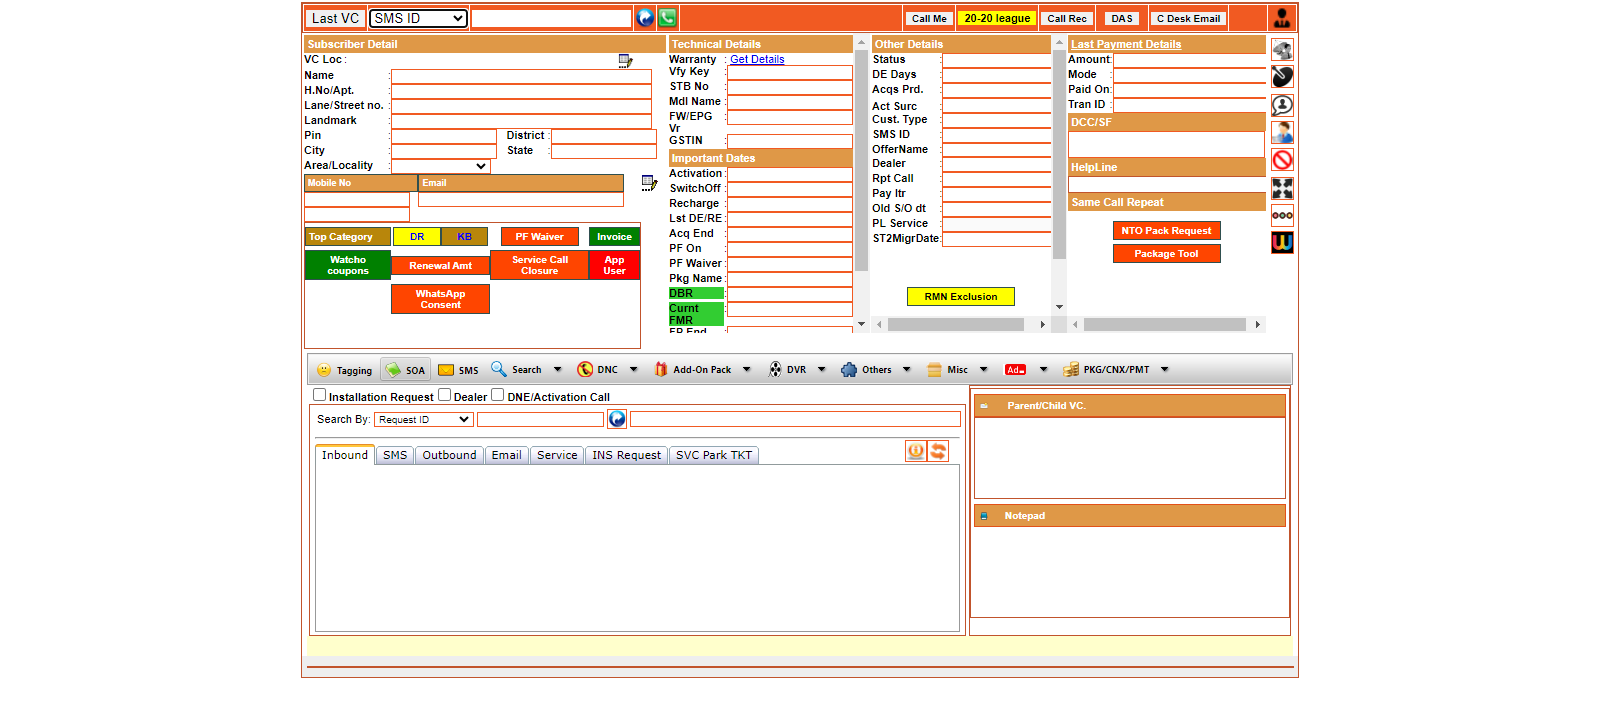 Last VC SMS ID Call Me 20-20 league Call Rec DAS C Desk Email
Subscriber Detail
VC Loc :
Name :
H.No/Apt. :
Lane/Street no. :
Landmark :
Pin : District :
City : State :
Area/Locality :
Mobile No Email
Top Category DR KB PF Waiver Invoice
Watcho coupons Renewal Amt Service Call Closure App User
WhatsApp Consent
Technical Details
Warranty : Get Details
Vfy Key :
STB No :
Mdl Name :
FW/EPG Vr :
GSTIN :
Important Dates
Activation :
SwitchOff :
Recharge :
Lst DE/RE :
Acq End :
PF On :
PF Waiver :
Pkg Name :
DBR :
Curnt FMR :
FP End :
Other Details
Status :
DE Days :
Acqs Prd. :
Act Surc :
Cust. Type :
SMS ID :
OfferName :
Dealer :
Rpt Call :
Pay Itr :
Old S/O dt :
PL Service :
ST2MigrDate:
RMN Exclusion
Last Payment Details
Amount:
Mode :
Paid On:
Tran ID :
DCC/SF
HelpLine
Same Call Repeat
NTO Pack Request
Package Tool
Tagging SOA SMS Search DNC Add-On Pack DVR Others Misc Ad PKG/CNX/PMT
Installation Request Dealer DNE/Activation Call
Search By: Request ID
Inbound SMS Outbound Email Service INS Request SVC Park TKT
Parent/Child VC.
Notepad